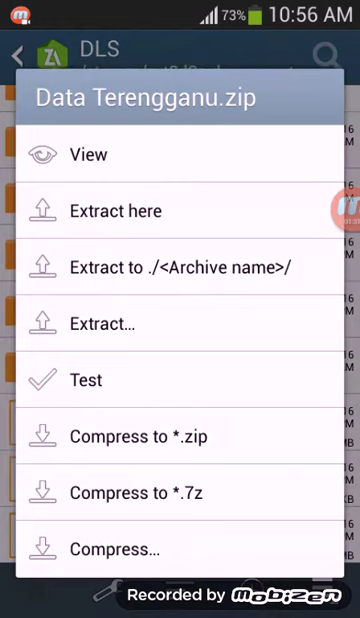 73% 10:56 AM
DLS
Data Terengganu.zip
View
Extract here
Extract to ./<Archive name>/
Extract...
Test
Compress to *.zip
Compress to *.7z
Compress...
Recorded by Mobizen